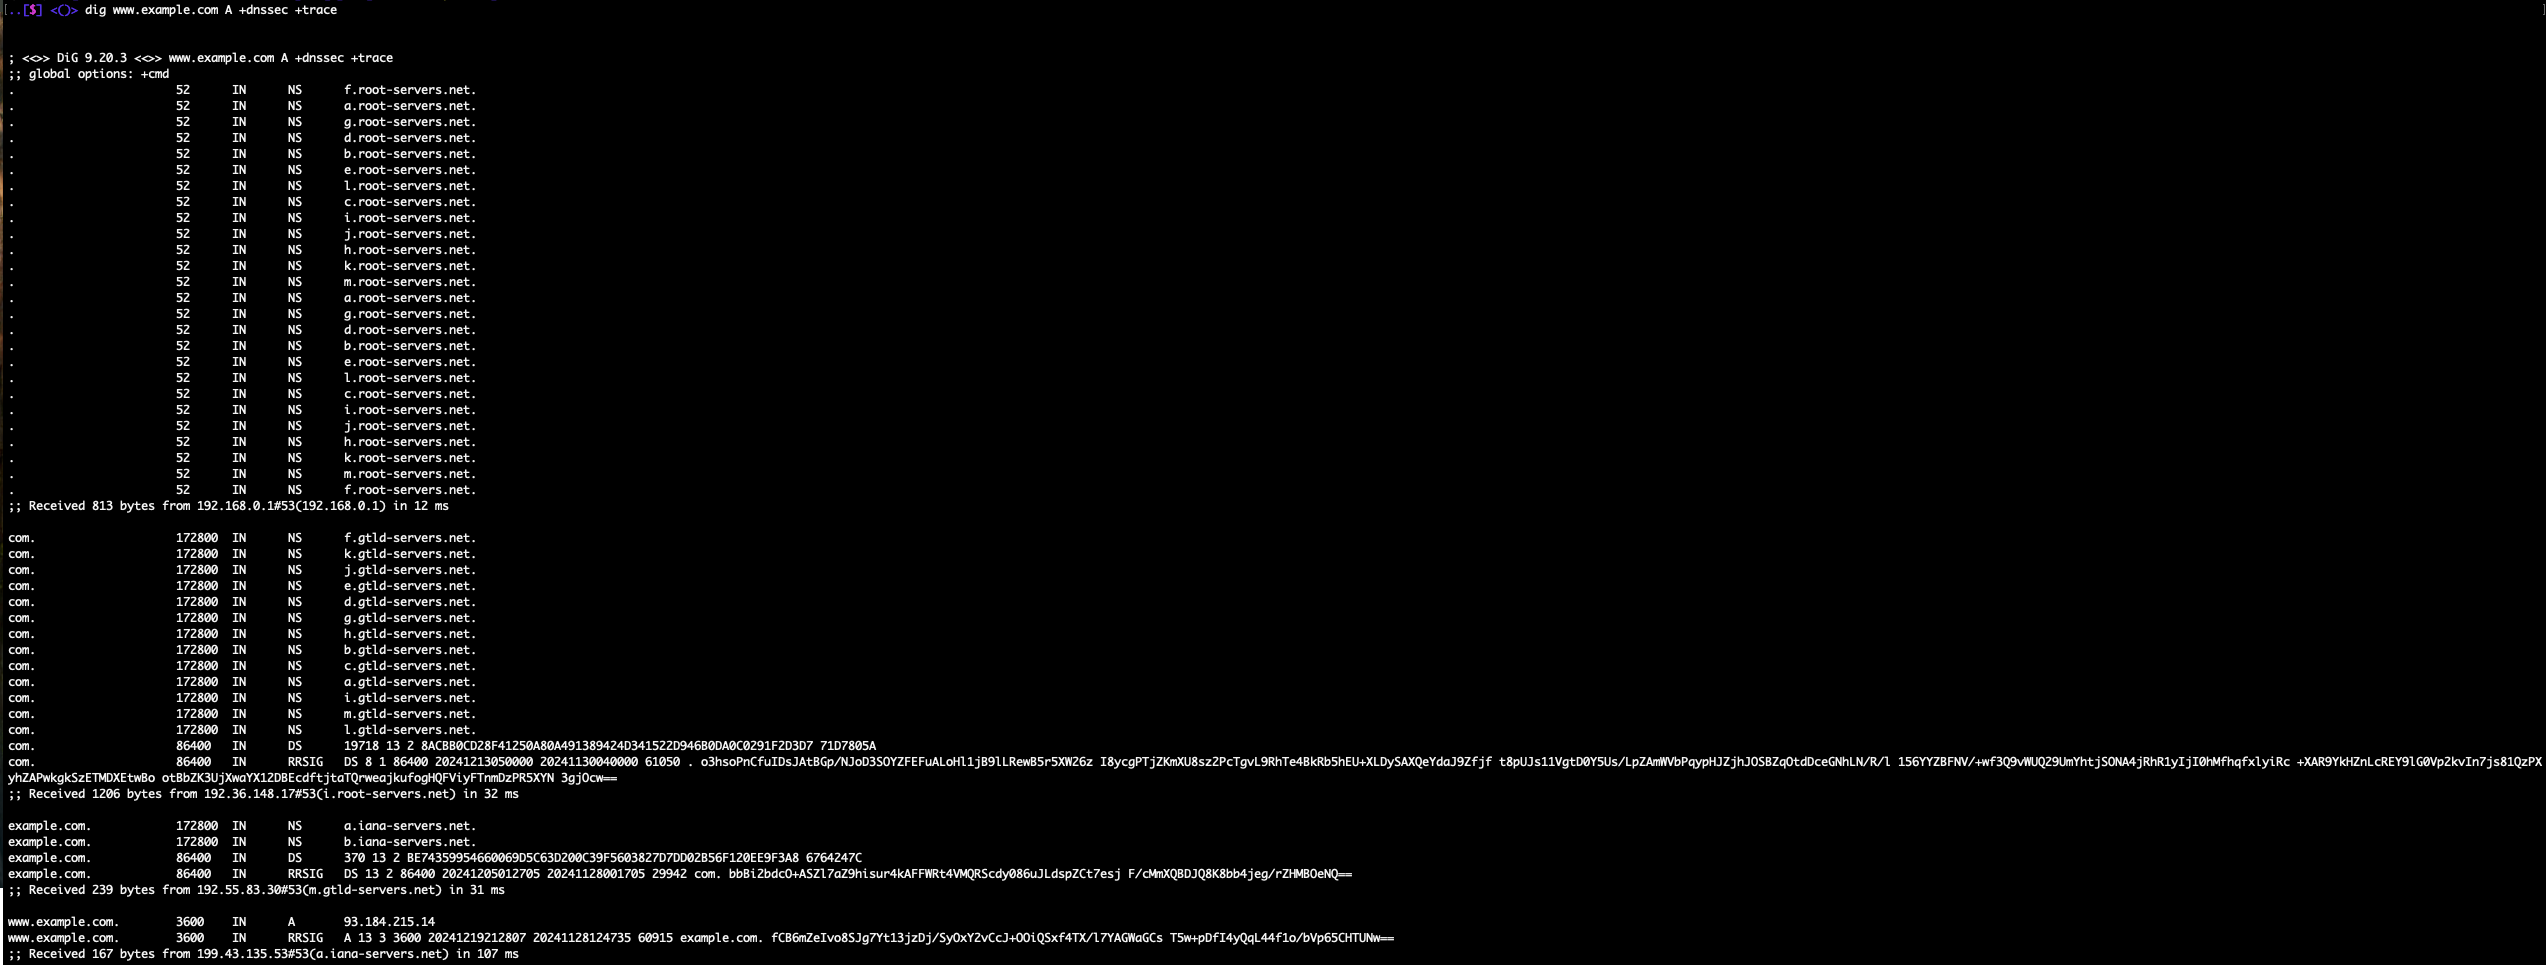 [..[$] <()> dig www.example.com A +dnssec +trace ]
; <<>> DiG 9.20.3 <<>> www.example.com A +dnssec +trace
;; global options: +cmd
. 52 IN NS f.root-servers.net.
. 52 IN NS a.root-servers.net.
. 52 IN NS g.root-servers.net.
. 52 IN NS d.root-servers.net.
. 52 IN NS b.root-servers.net.
. 52 IN NS e.root-servers.net.
. 52 IN NS l.root-servers.net.
. 52 IN NS c.root-servers.net.
. 52 IN NS i.root-servers.net.
. 52 IN NS j.root-servers.net.
. 52 IN NS h.root-servers.net.
. 52 IN NS k.root-servers.net.
. 52 IN NS m.root-servers.net.
. 52 IN NS a.root-servers.net.
. 52 IN NS g.root-servers.net.
. 52 IN NS d.root-servers.net.
. 52 IN NS b.root-servers.net.
. 52 IN NS e.root-servers.net.
. 52 IN NS l.root-servers.net.
. 52 IN NS c.root-servers.net.
. 52 IN NS i.root-servers.net.
. 52 IN NS j.root-servers.net.
. 52 IN NS h.root-servers.net.
. 52 IN NS k.root-servers.net.
. 52 IN NS m.root-servers.net.
. 52 IN NS f.root-servers.net.
;; Received 813 bytes from 192.168.0.1#53(192.168.0.1) in 12 ms
com. 172800 IN NS f.gtld-servers.net.
com. 172800 IN NS k.gtld-servers.net.
com. 172800 IN NS j.gtld-servers.net.
com. 172800 IN NS e.gtld-servers.net.
com. 172800 IN NS d.gtld-servers.net.
com. 172800 IN NS g.gtld-servers.net.
com. 172800 IN NS h.gtld-servers.net.
com. 172800 IN NS b.gtld-servers.net.
com. 172800 IN NS c.gtld-servers.net.
com. 172800 IN NS a.gtld-servers.net.
com. 172800 IN NS i.gtld-servers.net.
com. 172800 IN NS m.gtld-servers.net.
com. 172800 IN NS l.gtld-servers.net.
com. 86400 IN DS 19718 13 2 8ACBB0CD28F41250A80A491389424D341522D946B0DA0C0291F2D3D7 71D7805A
com. 86400 IN RRSIG DS 8 1 86400 20241213050000 20241130040000 61050 . o3hsoPnCfuIDsJAtBGp/NJoD3SOYZFEFuALoHl1jB9lLRewB5r5XW26z I8ycgPTjZKmXU8sz2PcTgvL9RhTe4BkRb5hEU+XLDySAXQeYdaJ9Zfjf t8pUJs11VgtD0Y5Us/LpZAmWVbPqypHJZjhJOSBZqOtdDceGNhLN/R/l 156YYZBFNV/+wf3Q9vWUQ29UmYhtjSONA4jRhR1yIjI0hMfhqfxlyiRc +XAR9YkHZnLcREY9lG0Vp2kvIn7js81QzPX
yhZAPwkgkSzETMDXEtwBo otBbZK3UjXwaYX1ZDBEcdftjtaTQrweajkufogHQFViyFTnmDzPR5XYN 3gjOcw==
;; Received 1206 bytes from 192.36.148.17#53(i.root-servers.net) in 32 ms
example.com. 172800 IN NS a.iana-servers.net.
example.com. 172800 IN NS b.iana-servers.net.
example.com. 86400 IN DS 370 13 2 BE74359954660069D5C63D200C39F5603827D7DD02B56F120EE9F3A8 6764247C
example.com. 86400 IN RRSIG DS 13 2 86400 20241205012705 20241128001705 29942 com. bbBi2bdcO+ASZl7aZ9hisur4kAFFWRt4VMQRScdy086uJLdspZCt7esj F/cMmXQBDJQ8K8bb4jeg/rZHMBOeNQ==
;; Received 239 bytes from 192.55.83.30#53(m.gtld-servers.net) in 31 ms
www.example.com. 3600 IN A 93.184.215.14
www.example.com. 3600 IN RRSIG A 13 3 3600 20241219212807 20241128124735 60915 example.com. fCB6mZeIvo8SJg7Yt13jzDj/SyOxY2vCcJ+OOiQSxf4TX/l7YAGWaGCs T5w+pDfI4yQqL44f1o/bVp65CHTUNw==
;; Received 167 bytes from 199.43.135.53#53(a.iana-servers.net) in 107 ms